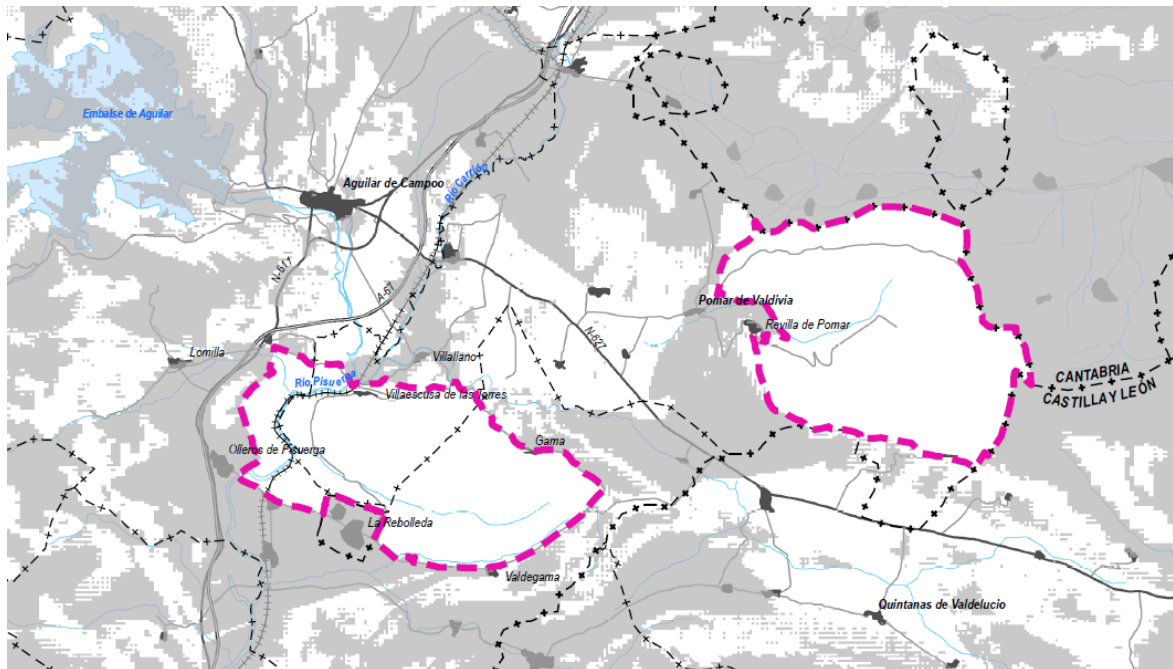 Embalse de Aguilar
Aguilar de Campoo
Río Carrión
N-611
A-67
N-627
Pomar de Valdivia
Revilla de Pomar
Lomilla
Villallano
Río Pisuerga
Villaescusa de las Torres
CANTABRIA
CASTILLA Y LEÓN
Olleros de Pisuerga
Gama
La Rebolleda
Valdegama
Quintanas de Valdelucio